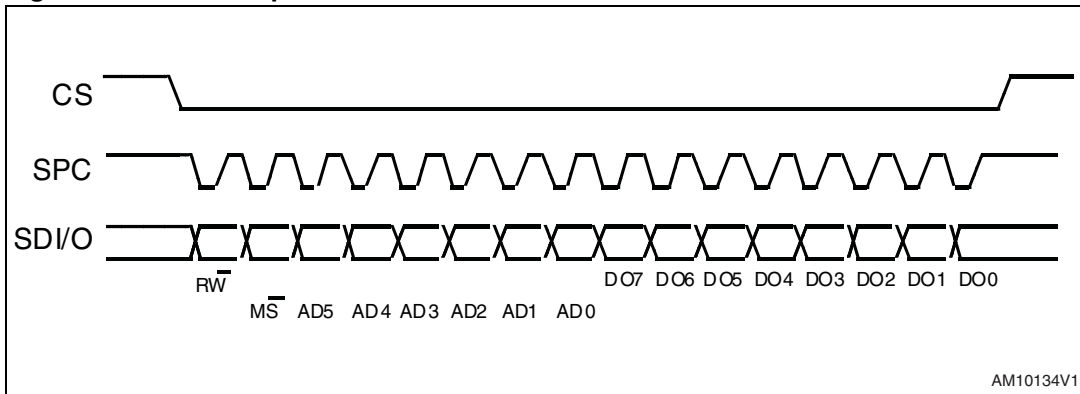 CS
SPC
SDI/O
RW
DO7 DO6 DO5 DO4 DO3 DO2 DO1 DO0
MS AD5 AD4 AD3 AD2 AD1 AD0
AM10134V1